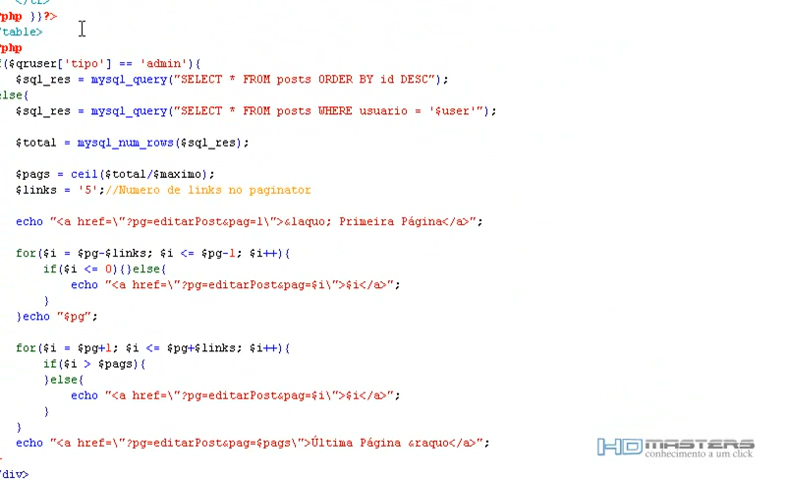 </tr>
?php }}?>
/table>
?php
f($qruser['tipo'] == 'admin'){
$sql_res = mysql_query("SELECT * FROM posts ORDER BY id DESC");
else{
$sql_res = mysql_query("SELECT * FROM posts WHERE usuario = '$user'");
$total = mysql_num_rows($sql_res);
$pags = ceil($total/$maximo);
$links = '5';//Numero de links no paginator
echo "<a href=\"?pg=editarPost&pag=1\">&laquo; Primeira Página</a>";
for($i = $pg-$links; $i <= $pg-1; $i++){
if($i <= 0){}else{
echo "<a href=\"?pg=editarPost&pag=$i\">$i</a>";
}
}echo "$pg";
for($i = $pg+1; $i <= $pg+$links; $i++){
if($i > $pags){
}else{
echo "<a href=\"?pg=editarPost&pag=$i\">$i</a>";
}
}
echo "<a href=\"?pg=editarPost&pag=$pags\">Última Página &raquo</a>";
>
/div>
HDMASTERS
conhecimento a um click